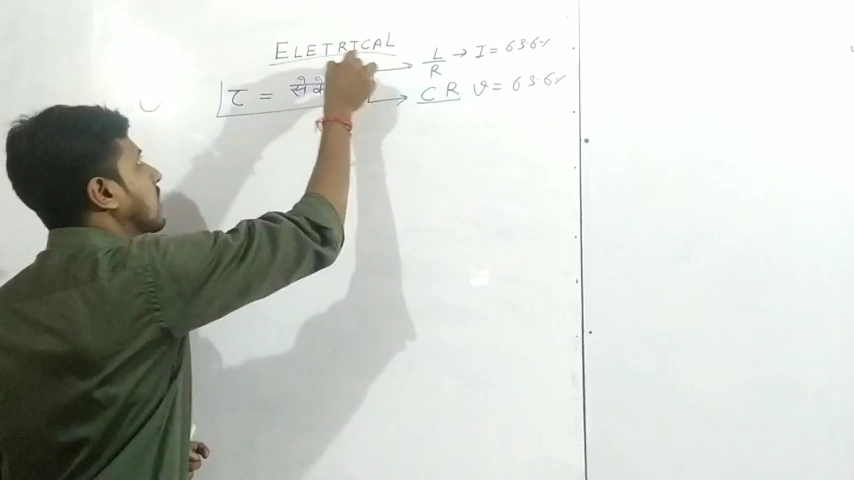 ELETRICAL
L/R → I = 63.6%
τ =
CR V = 63.6%